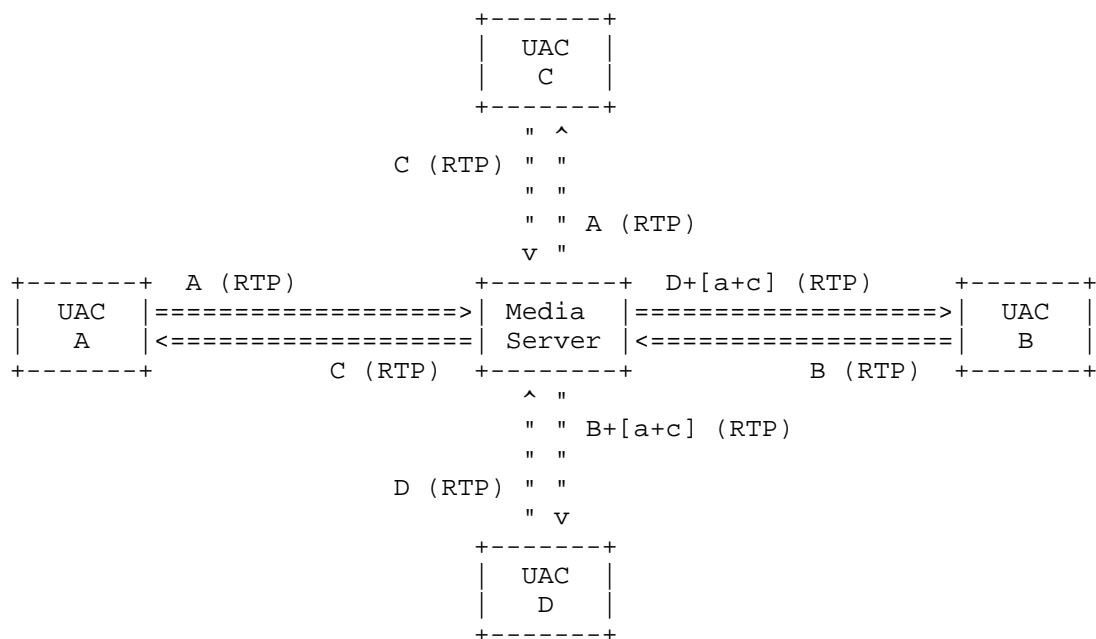 +-------+
                              |  UAC  |
                              |   C   |
                              +-------+
                                 " ^
                         C (RTP) " "
                                 " "
                                 " " A (RTP)
                                 v "
+-------+  A (RTP)            +--------+  D+[a+c] (RTP)     +-------+
|  UAC  |===================>| Media  |===================>|  UAC  |
|   A   |<===================| Server |<===================|   B   |
+-------+           C (RTP)  +--------+           B (RTP)  +-------+
                                 ^ "
                                 " " B+[a+c] (RTP)
                                 " "
                         D (RTP) " "
                                 " v
                              +-------+
                              |  UAC  |
                              |   D   |
                              +-------+